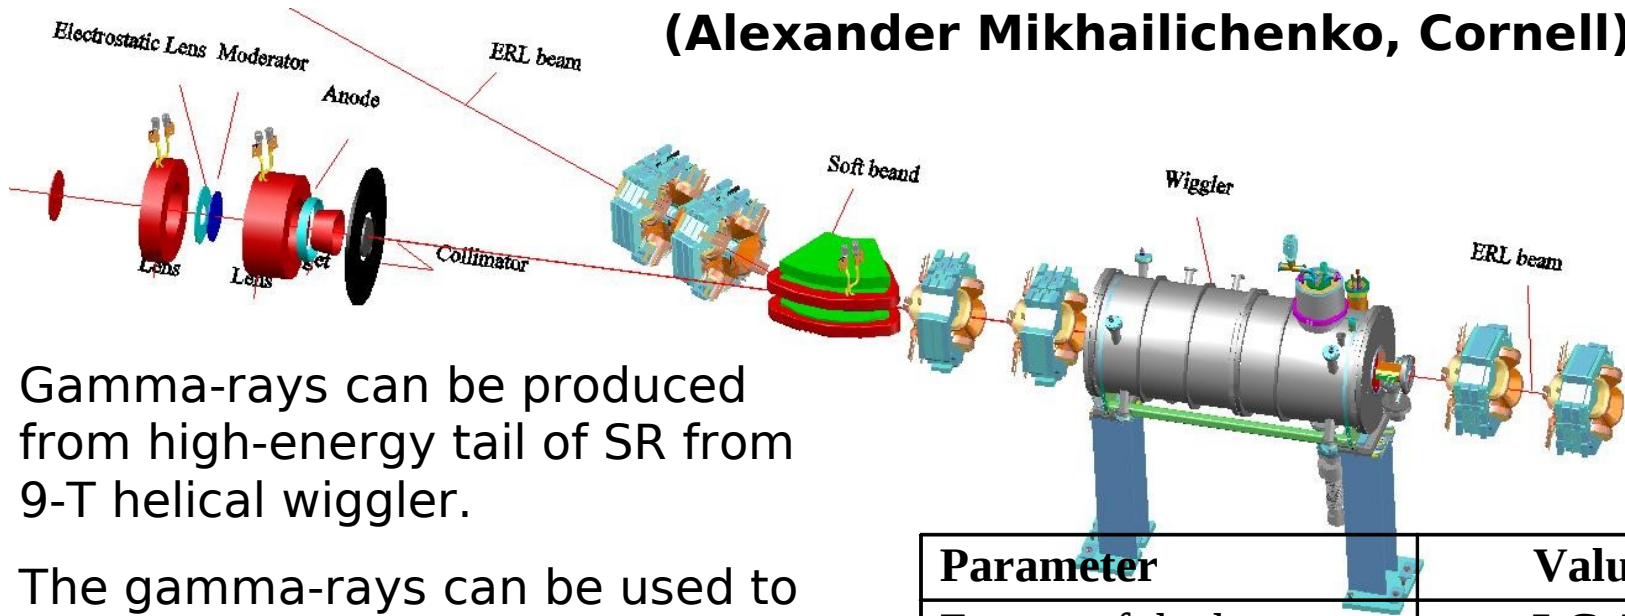 (Alexander Mikhailichenko, Cornell)
Electrostatic Lens
Moderator
Anode
ERL beam
Soft beand
Wiggler
ERL beam
Collimator
Lens
Lens
Gamma-rays can be produced
from high-energy tail of SR from
9-T helical wiggler.
The gamma-rays can be used to
Parameter